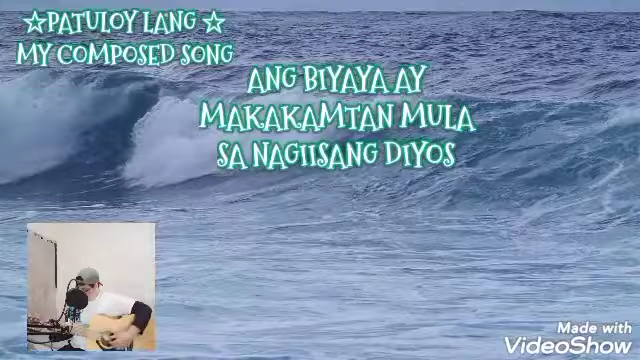 ☆PATULOY LANG ☆
MY COMPOSED SONG
ANG BIYAYA AY
MAKAKAMTAN MULA
SA NAGIISANG DIYOS
Made with
VideoShow